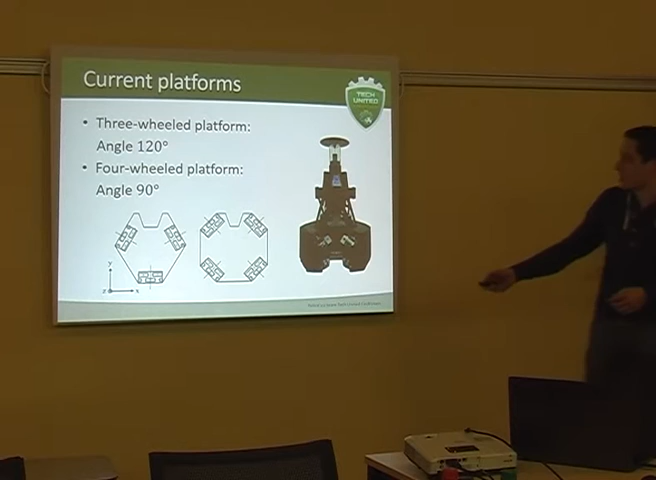 Current platforms
TECH
UNITED
• Three-wheeled platform:
Angle 120°
• Four-wheeled platform:
Angle 90°
y
z
x